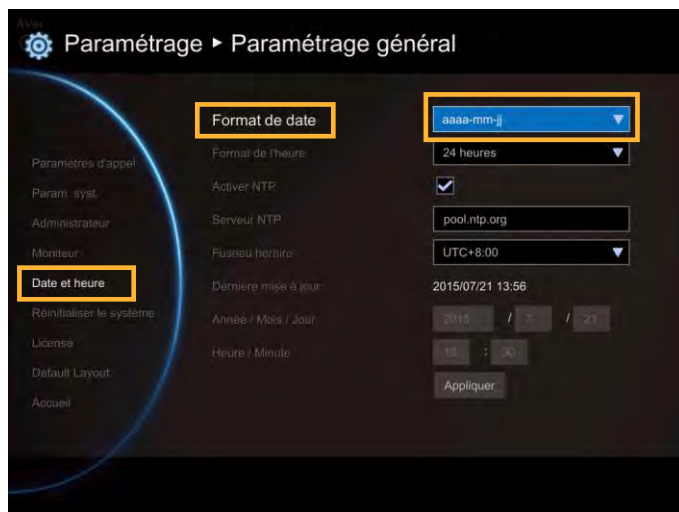 AVer
Paramétrage ► Paramétrage général
Format de date
aaaa-mm-jj
Format de l'heure
24 heures
Activer NTP
Serveur NTP
pool.ntp.org
Fuseau horaire
UTC+8:00
Dernière mise à jour
2015/07/21 13:56
Année / Mois / Jour
2015 / 7 / 21
Heure / Minute
:
Appliquer
Paramètres d'appel
Param. syst.
Administrateur
Moniteur
Date et heure
Réinitialiser le système
License
Default Layout
Accueil